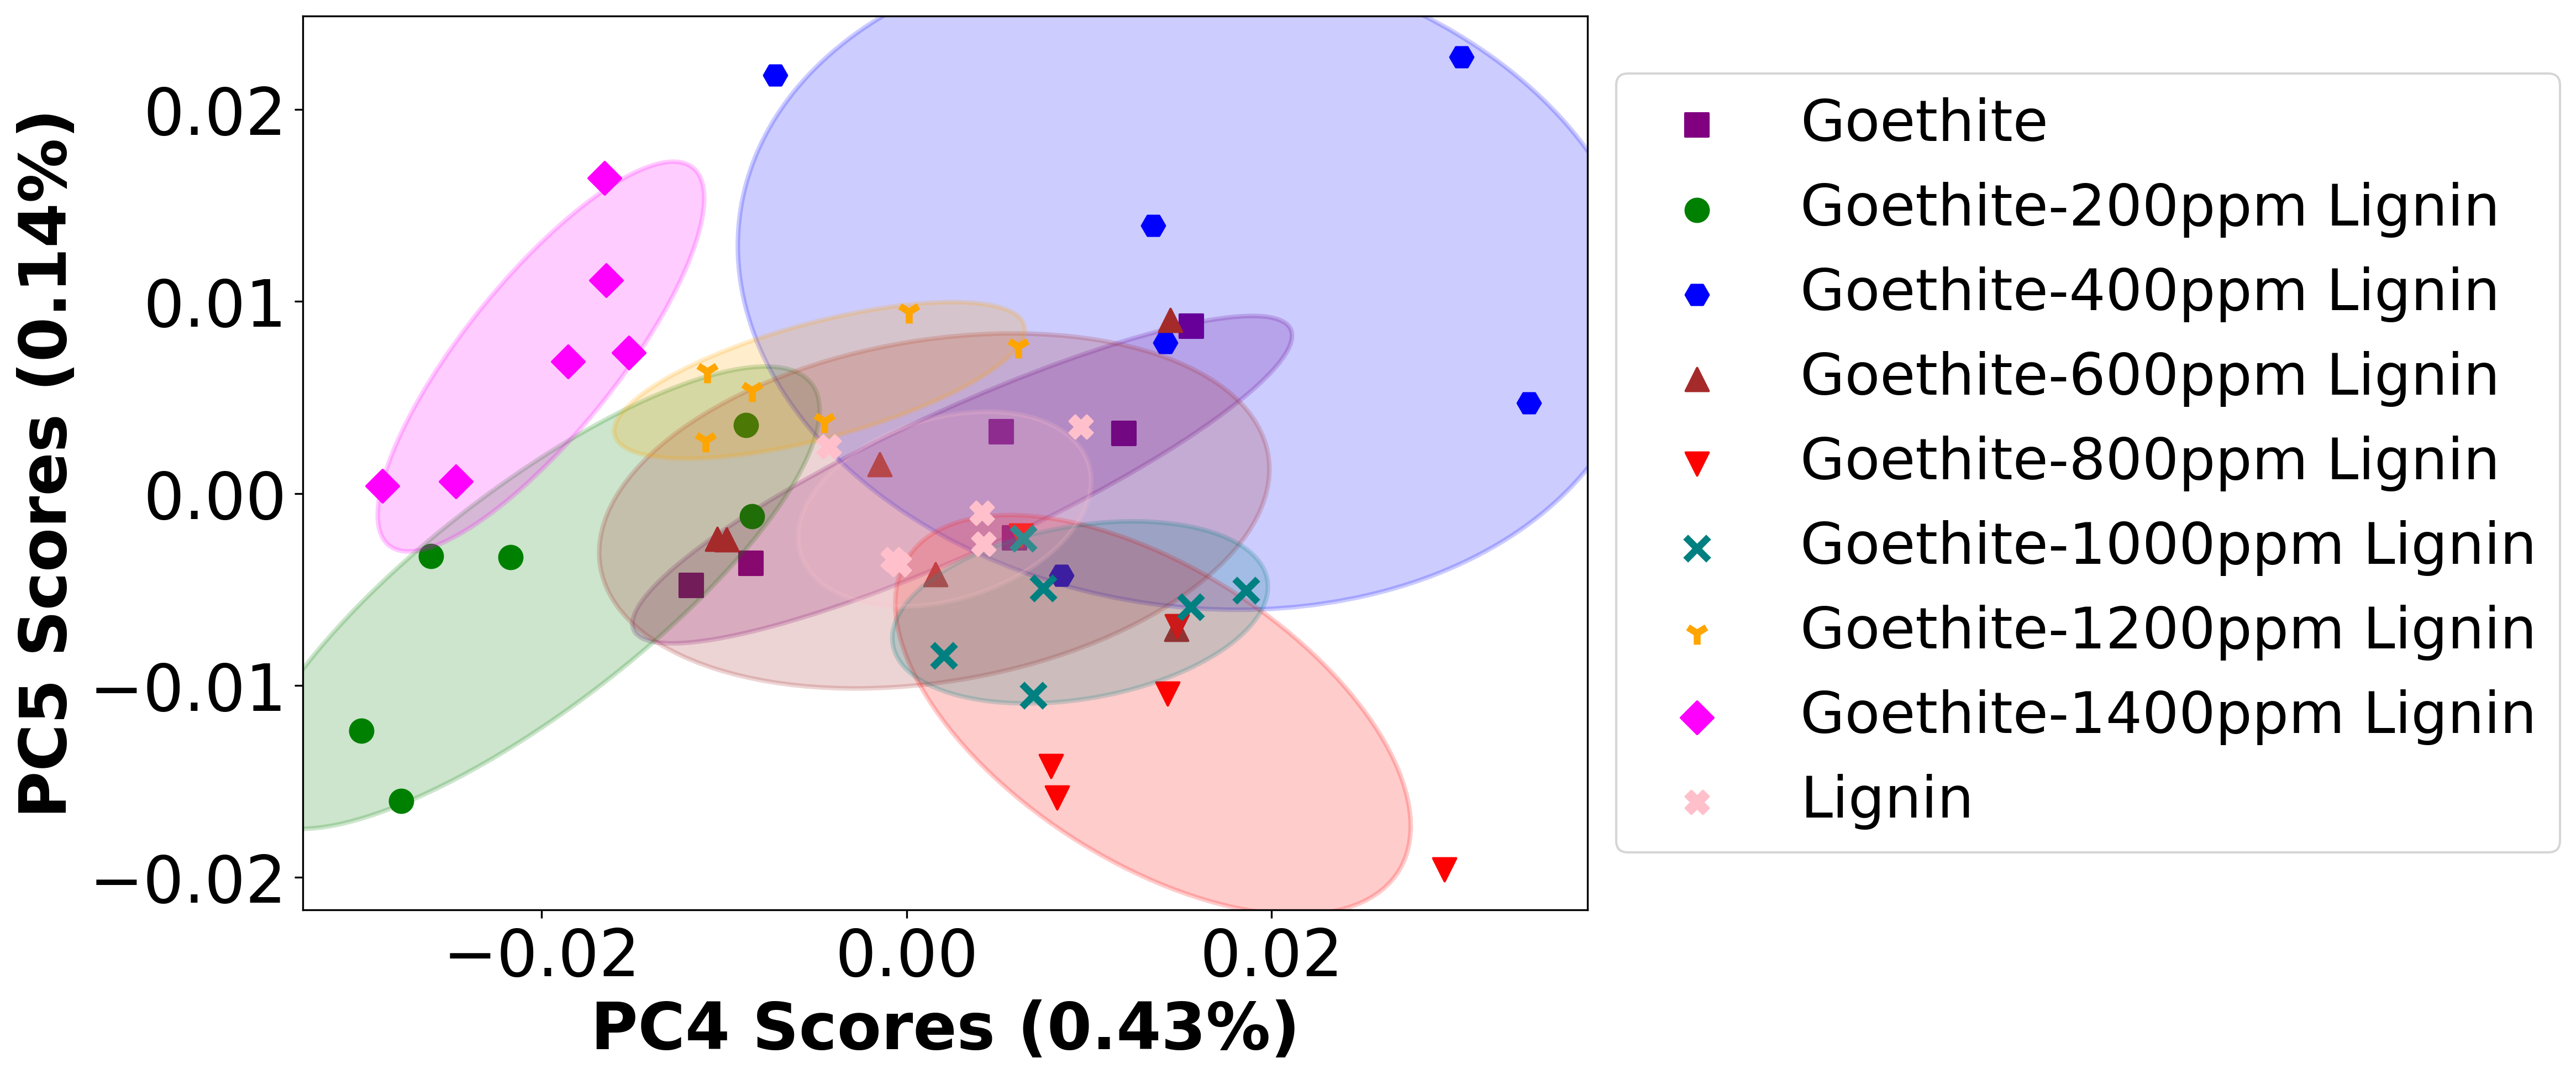 PC5 Scores (0.14%)
0.02
0.01
0.00
−0.01
−0.02
−0.02
0.00
0.02
PC4 Scores (0.43%)
Goethite
Goethite-200ppm Lignin
Goethite-400ppm Lignin
Goethite-600ppm Lignin
Goethite-800ppm Lignin
Goethite-1000ppm Lignin
Goethite-1200ppm Lignin
Goethite-1400ppm Lignin
Lignin